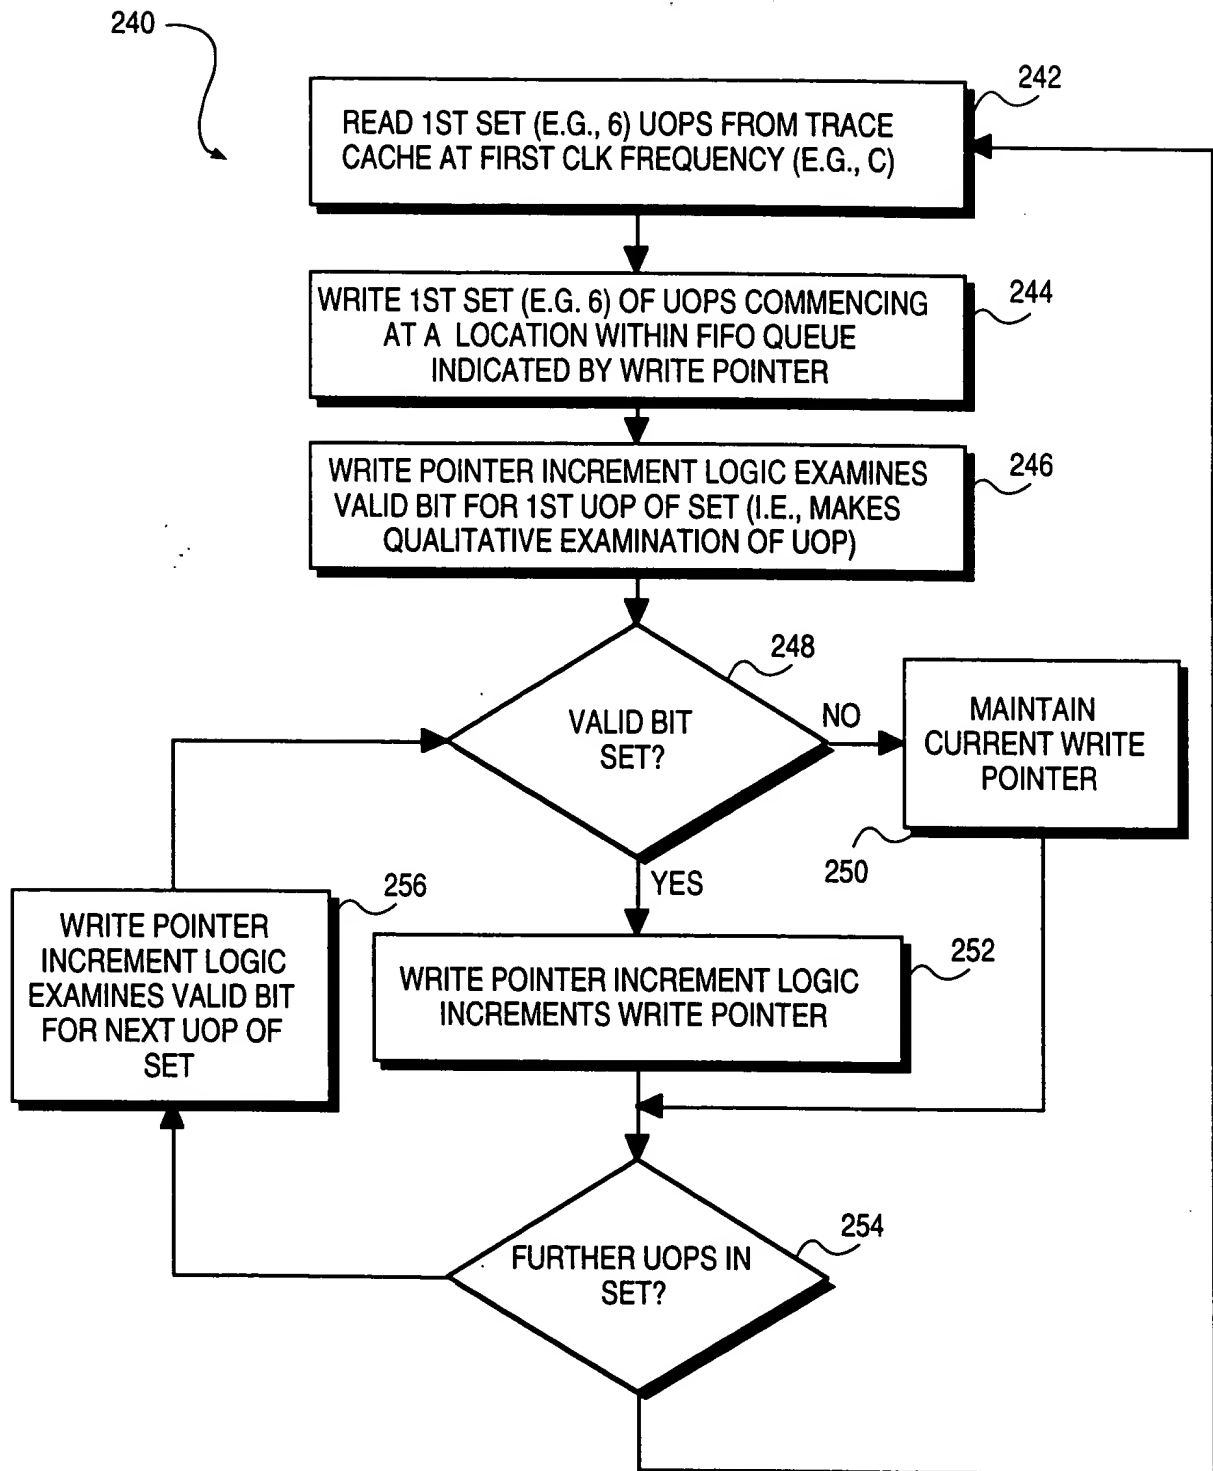 240
242
READ 1ST SET (E.G., 6) UOPS FROM TRACE
CACHE AT FIRST CLK FREQUENCY (E.G., C)
244
WRITE 1ST SET (E.G. 6) OF UOPS COMMENCING
AT A LOCATION WITHIN FIFO QUEUE
INDICATED BY WRITE POINTER
246
WRITE POINTER INCREMENT LOGIC EXAMINES
VALID BIT FOR 1ST UOP OF SET (I.E., MAKES
QUALITATIVE EXAMINATION OF UOP)
248
VALID BIT
SET?
NO
MAINTAIN
CURRENT WRITE
POINTER
250
YES
256
WRITE POINTER
INCREMENT LOGIC
EXAMINES VALID BIT
FOR NEXT UOP OF
SET
252
WRITE POINTER INCREMENT LOGIC
INCREMENTS WRITE POINTER
254
FURTHER UOPS IN
SET?